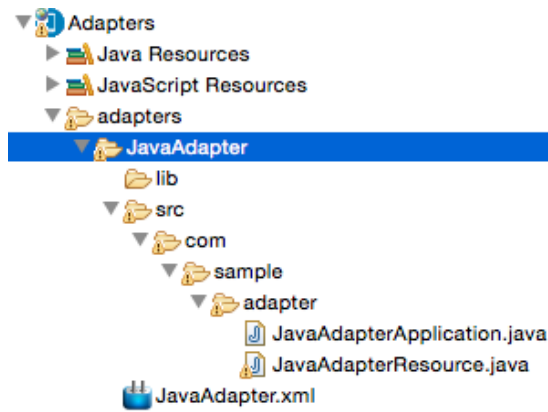 Adapters
Java Resources
JavaScript Resources
adapters
JavaAdapter
lib
src
com
sample
adapter
JavaAdapterApplication.java
JavaAdapterResource.java
JavaAdapter.xml